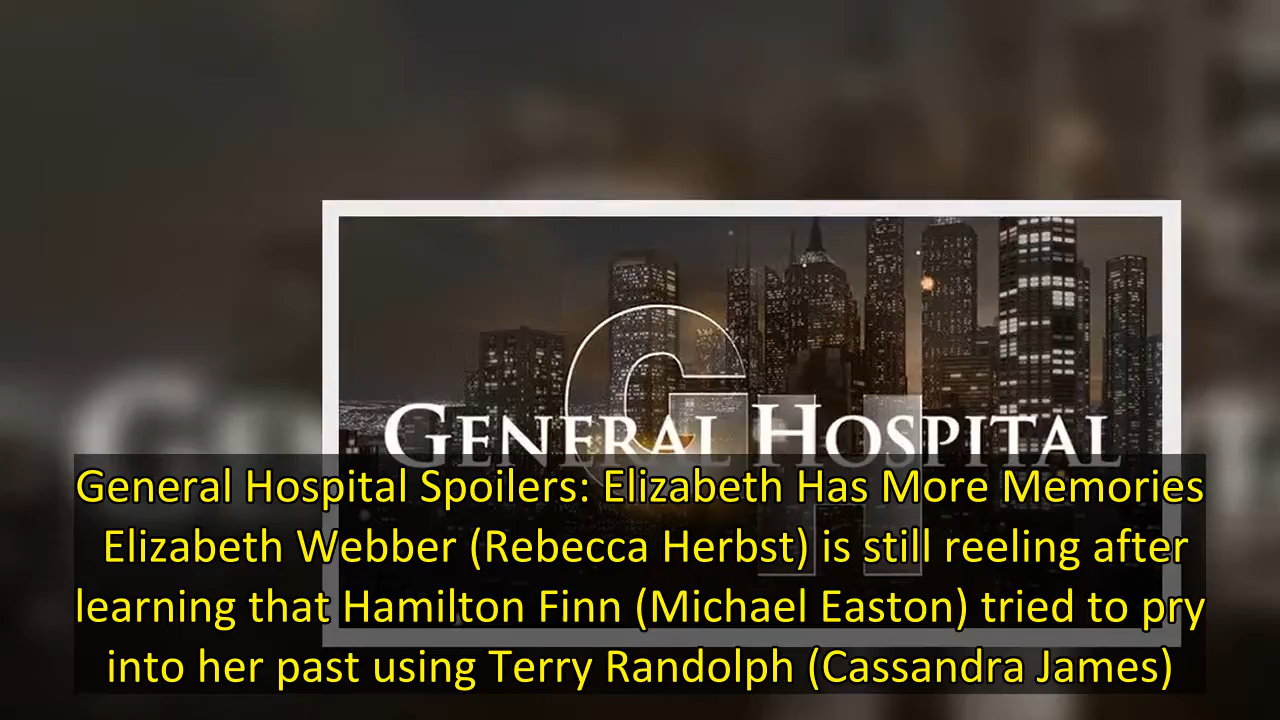 GENERAL HOSPITAL
General Hospital Spoilers: Elizabeth Has More Memories
Elizabeth Webber (Rebecca Herbst) is still reeling after
learning that Hamilton Finn (Michael Easton) tried to pry
into her past using Terry Randolph (Cassandra James)